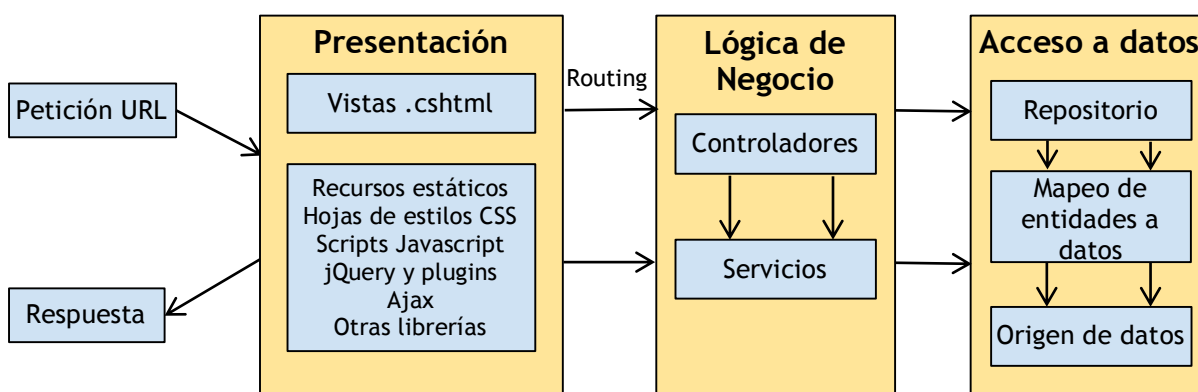 Petición URL
Respuesta
Presentación
Vistas .cshtml
Recursos estáticos
Hojas de estilos CSS
Scripts Javascript
jQuery y plugins
Ajax
Otras librerías
Routing
Lógica de
Negocio
Controladores
Servicios
Acceso a datos
Repositorio
Mapeo de
entidades a
datos
Origen de datos